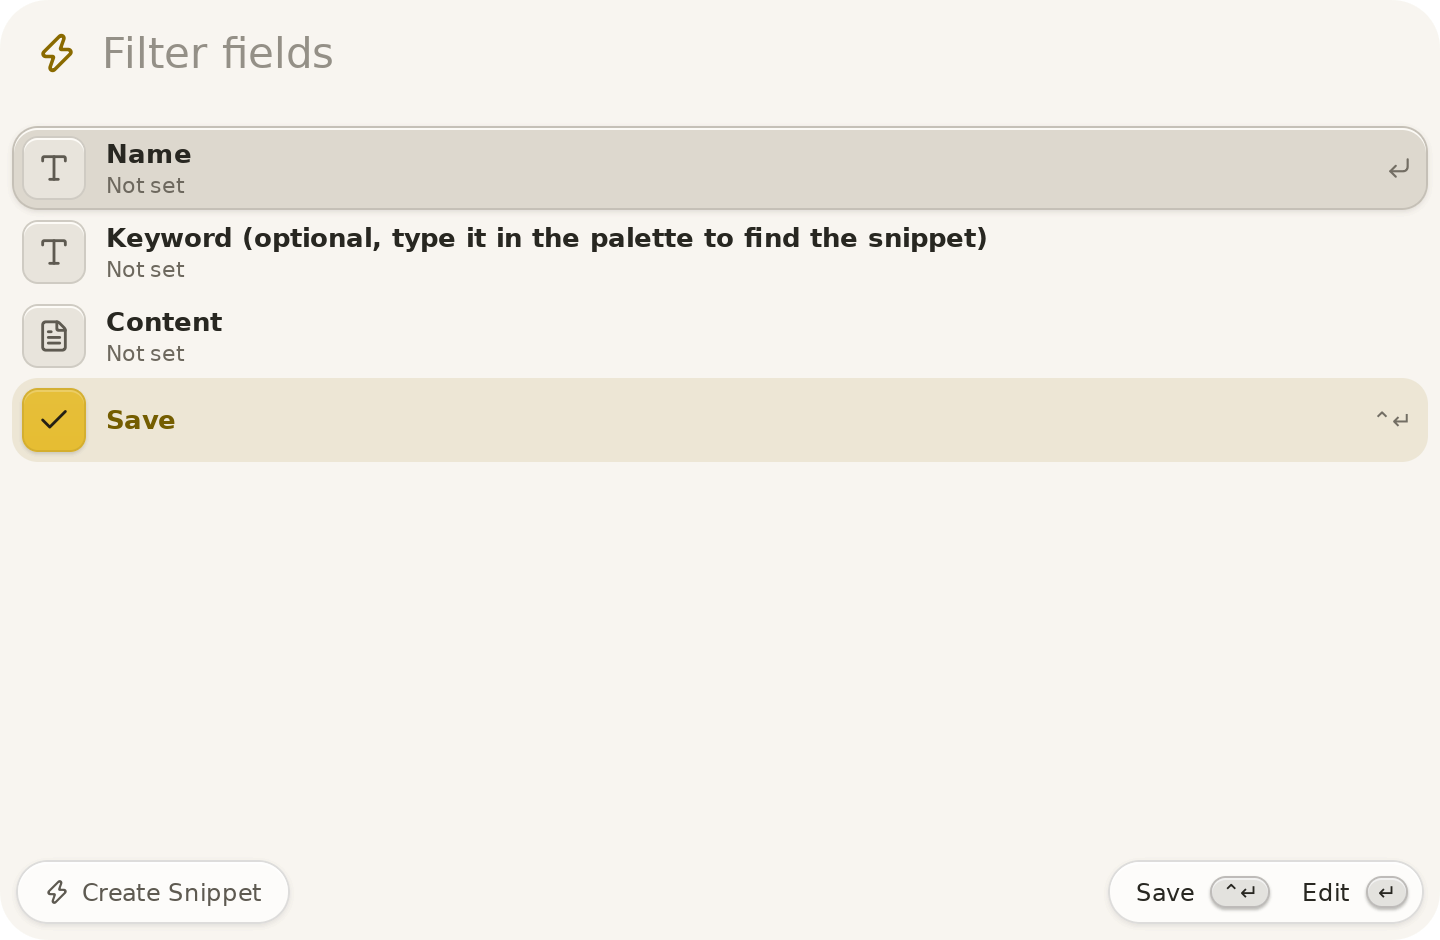 Filter fields
Name
Not set
Keyword (optional, type it in the palette to find the snippet)
Not set
Content
Not set
Save
^↵
Create Snippet
Save ^↵ Edit ↵